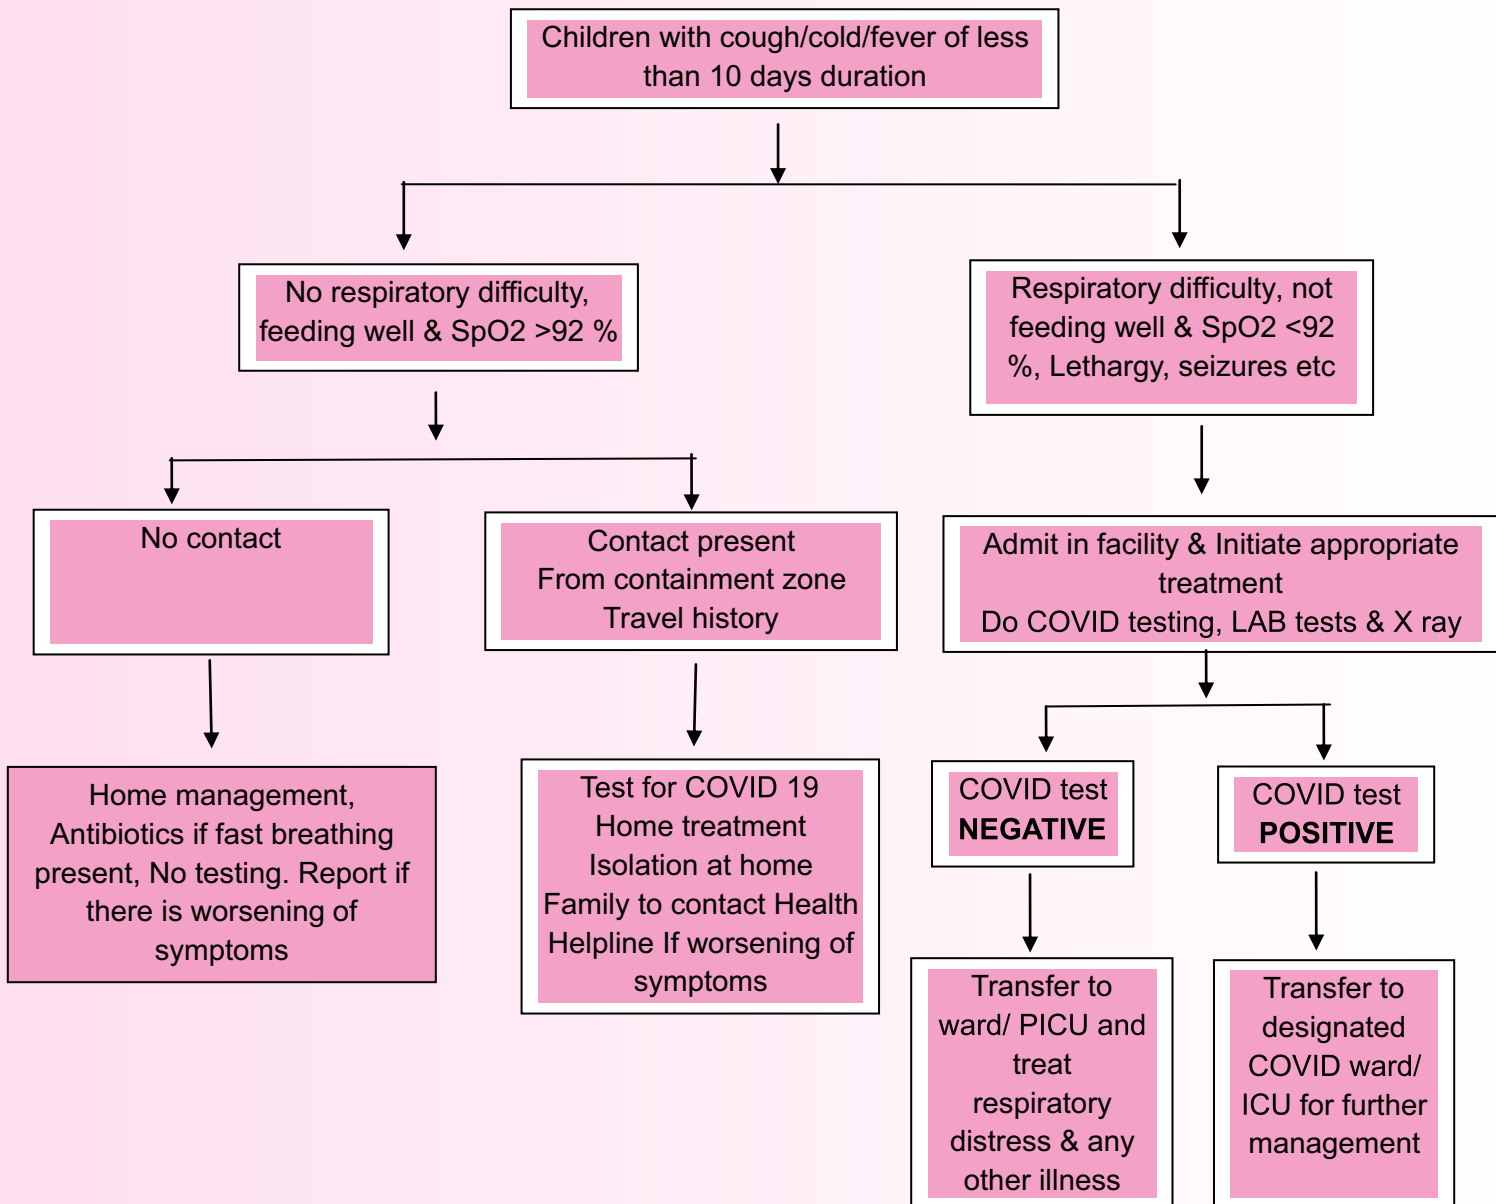 Children with cough/cold/fever of less
than 10 days duration
No respiratory difficulty,
feeding well & SpO2 >92 %
Respiratory difficulty, not
feeding well & SpO2 <92
%, Lethargy, seizures etc
No contact
Contact present
From containment zone
Travel history
Admit in facility & Initiate appropriate
treatment
Do COVID testing, LAB tests & X ray
Home management,
Antibiotics if fast breathing
present, No testing. Report if
there is worsening of
symptoms
Test for COVID 19
Home treatment
Isolation at home
Family to contact Health
Helpline If worsening of
symptoms
COVID test
NEGATIVE
COVID test
POSITIVE
Transfer to
ward/ PICU and
treat
respiratory
distress & any
other illness
Transfer to
designated
COVID ward/
ICU for further
management